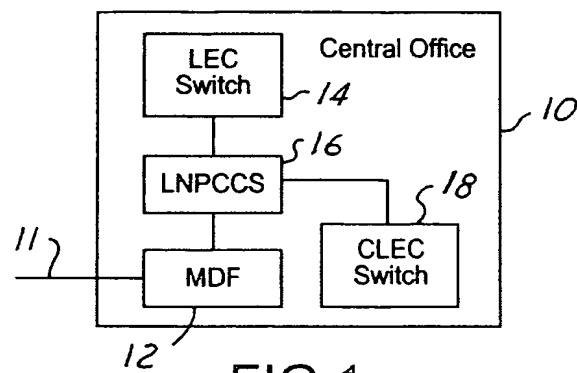 LEC
Switch
Central Office
14
10
16
LNPCCS
18
11
MDF
CLEC
Switch
12
FIG.1